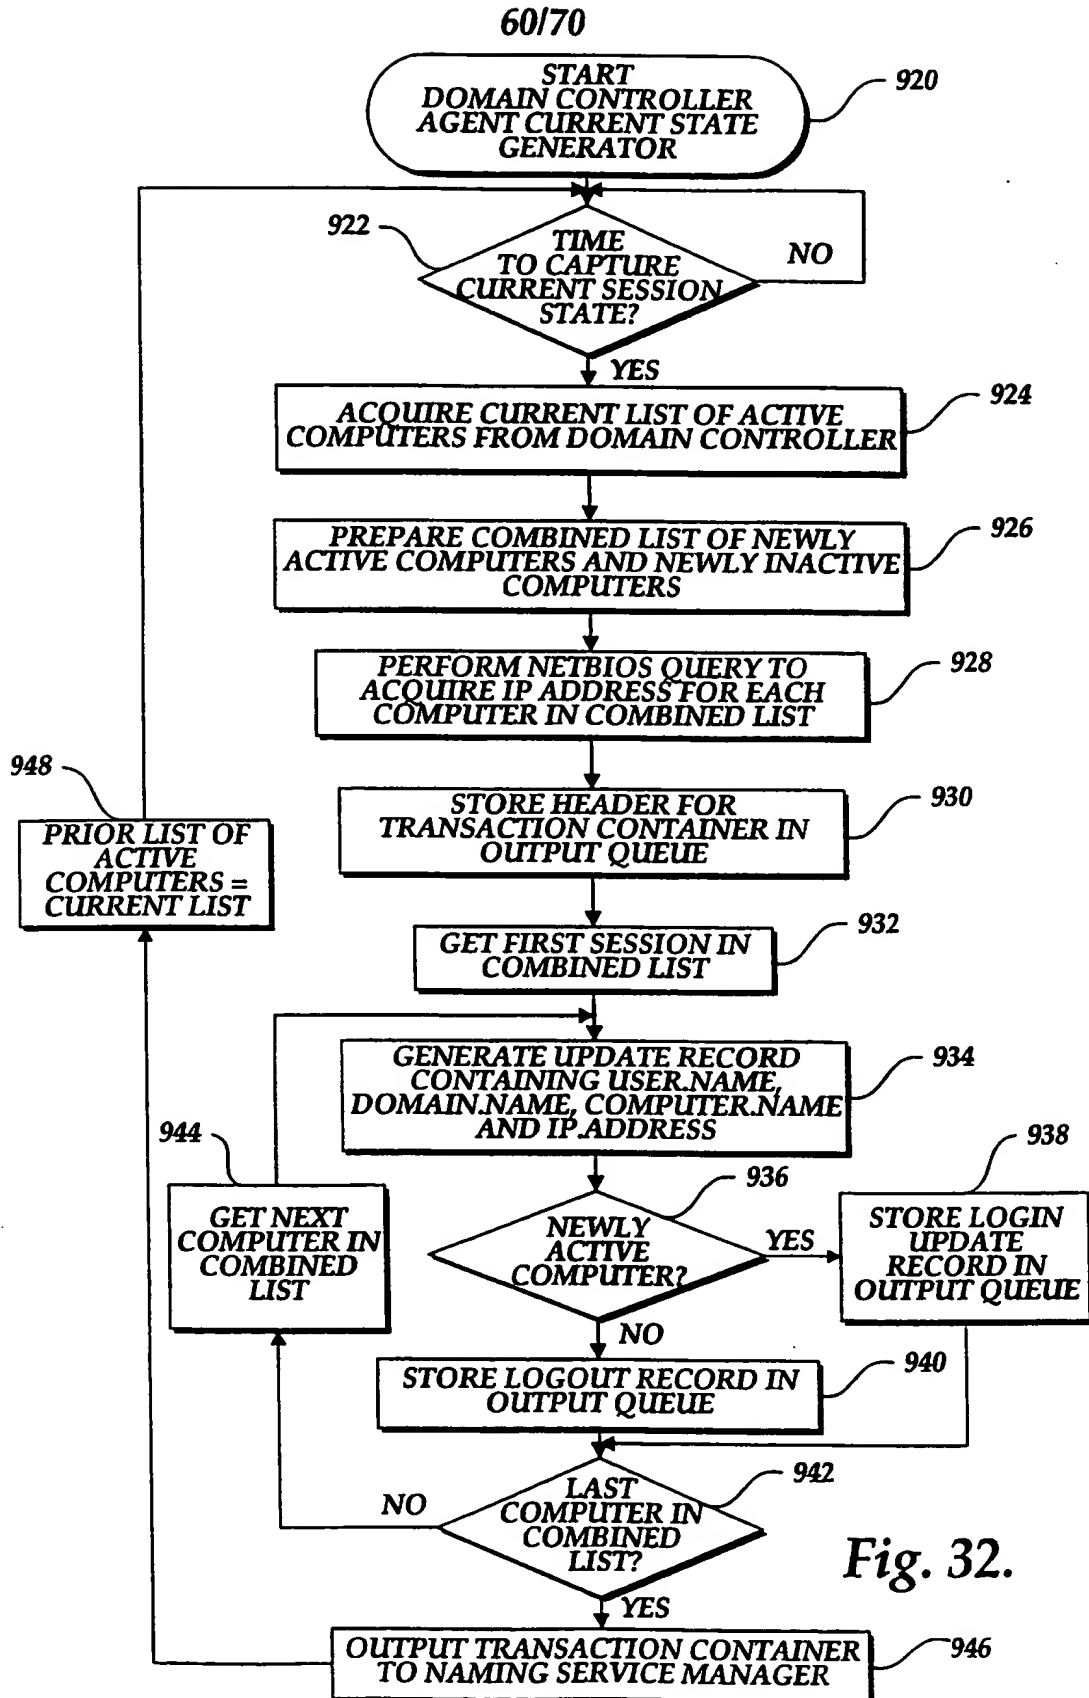 60/70
START
DOMAIN CONTROLLER
AGENT CURRENT STATE
GENERATOR
920
922
TIME
TO CAPTURE
CURRENT SESSION
STATE?
NO
YES
ACQUIRE CURRENT LIST OF ACTIVE
COMPUTERS FROM DOMAIN CONTROLLER
924
PREPARE COMBINED LIST OF NEWLY
ACTIVE COMPUTERS AND NEWLY INACTIVE
COMPUTERS
926
PERFORM NETBIOS QUERY TO
ACQUIRE IP ADDRESS FOR EACH
COMPUTER IN COMBINED LIST
928
948
PRIOR LIST OF
ACTIVE
COMPUTERS =
CURRENT LIST
STORE HEADER FOR
TRANSACTION CONTAINER IN
OUTPUT QUEUE
930
GET FIRST SESSION IN
COMBINED LIST
932
GENERATE UPDATE RECORD
CONTAINING USER.NAME,
DOMAIN.NAME, COMPUTER.NAME
AND IP.ADDRESS
934
944
GET NEXT
COMPUTER IN
COMBINED
LIST
936
NEWLY
ACTIVE
COMPUTER?
YES
938
STORE LOGIN
UPDATE
RECORD IN
OUTPUT QUEUE
NO
STORE LOGOUT RECORD IN
OUTPUT QUEUE
940
942
LAST
COMPUTER IN
COMBINED
LIST?
NO
YES
Fig. 32.
OUTPUT TRANSACTION CONTAINER
TO NAMING SERVICE MANAGER
946